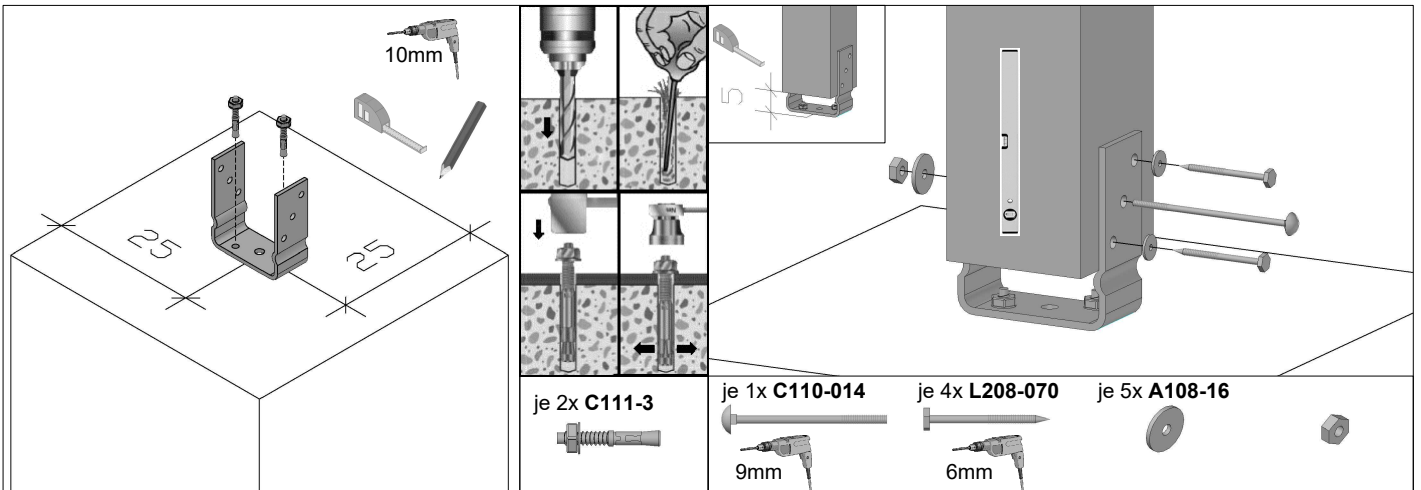 10mm
25
25
je 2x C111-3
5
je 1x C110-014
9mm
je 4x L208-070
6mm
je 5x A108-16